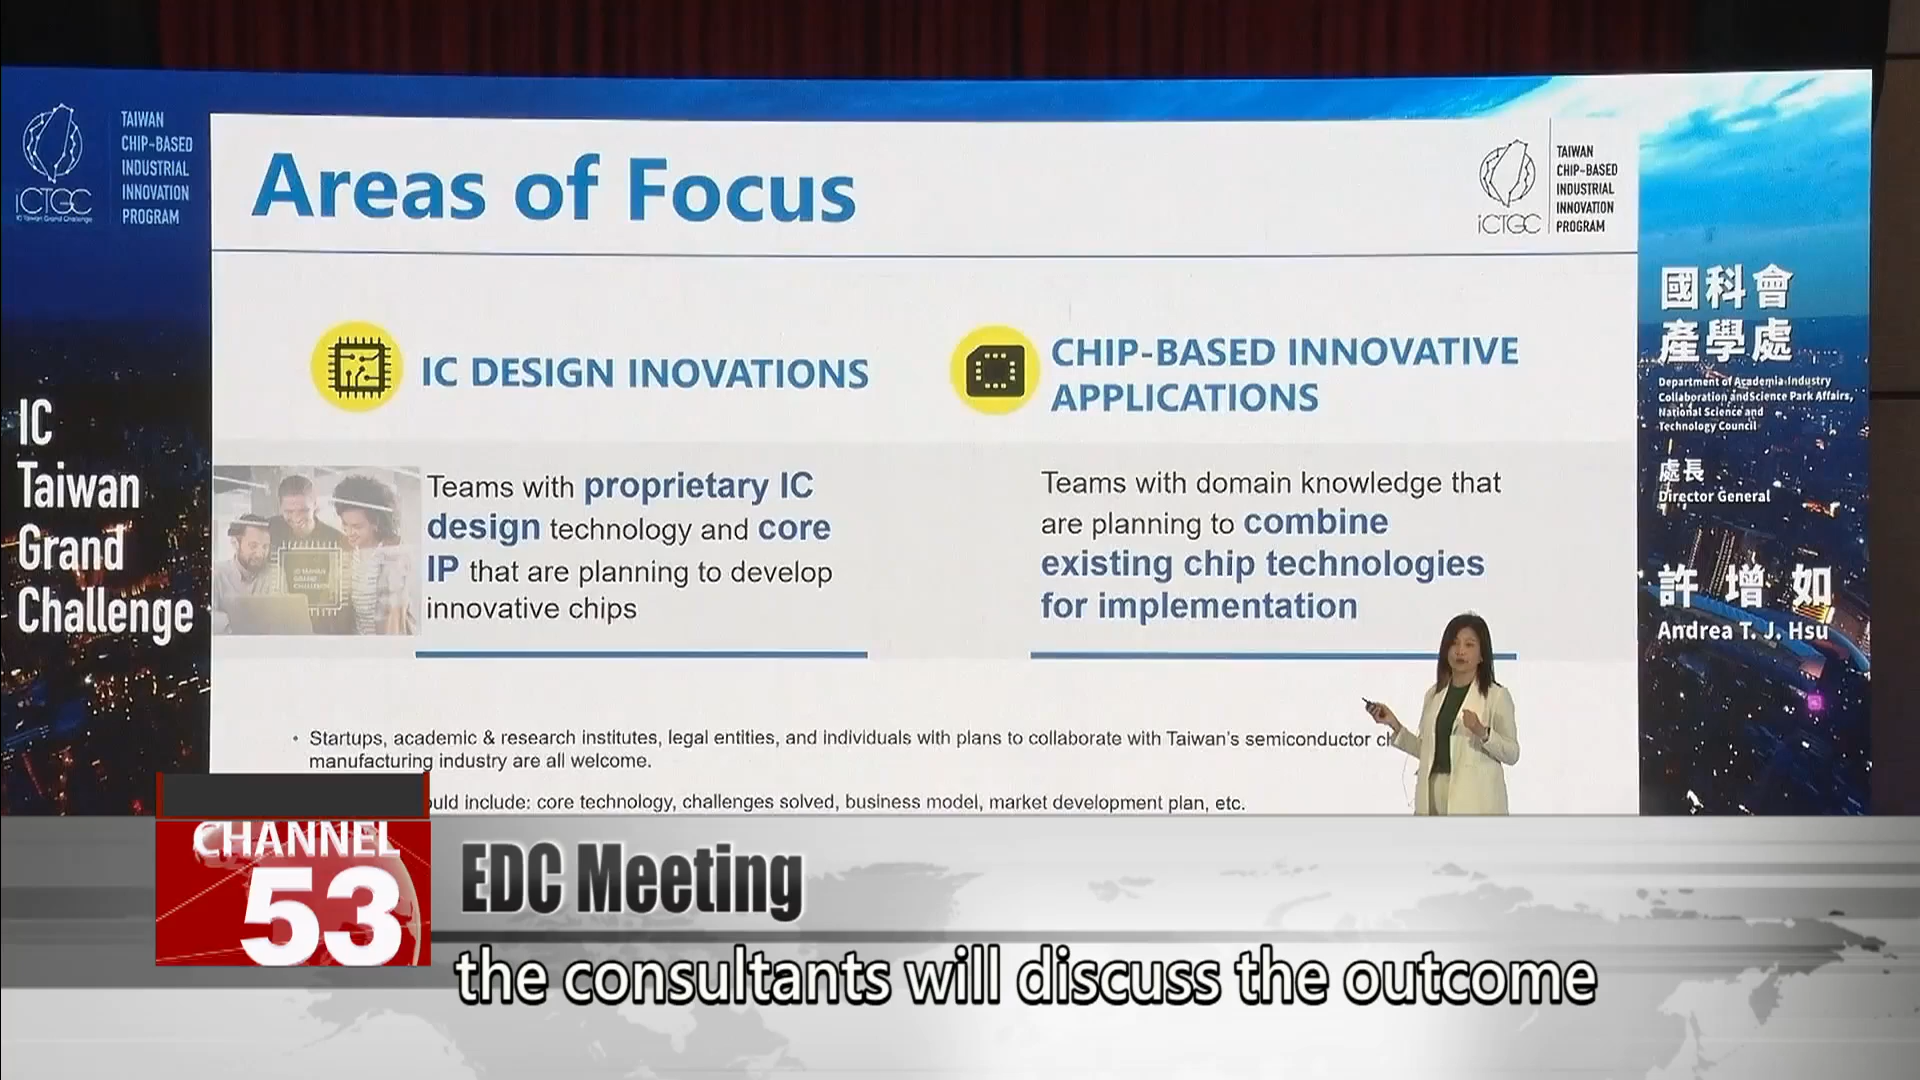 TAIWAN
CHIP-BASED
INDUSTRIAL
INNOVATION
PROGRAM
iCTGC
IC Taiwan Grand Challenge
IC
Taiwan
Grand
Challenge
Areas of Focus
TAIWAN
CHIP-BASED
INDUSTRIAL
INNOVATION
PROGRAM
iCTGC
IC DESIGN INOVATIONS
Teams with proprietary IC
design technology and core
IP that are planning to develop
innovative chips
CHIP-BASED INNOVATIVE
APPLICATIONS
Teams with domain knowledge that
are planning to combine
existing chip technologies
for implementation
• Startups, academic & research institutes, legal entities, and individuals with plans to collaborate with Taiwan's semiconductor
manufacturing industry are all welcome.
include: core technology, challenges solved, business model, market development plan, etc.
國科會
產學處
Department of Academia-Industry
Collaboration and Science Park Affairs,
National Science and
Technology Council
處長
Director General
許增如
Andrea T. J. Hsu
CHANNEL
53
EDC Meeting
the consultants will discuss the outcome